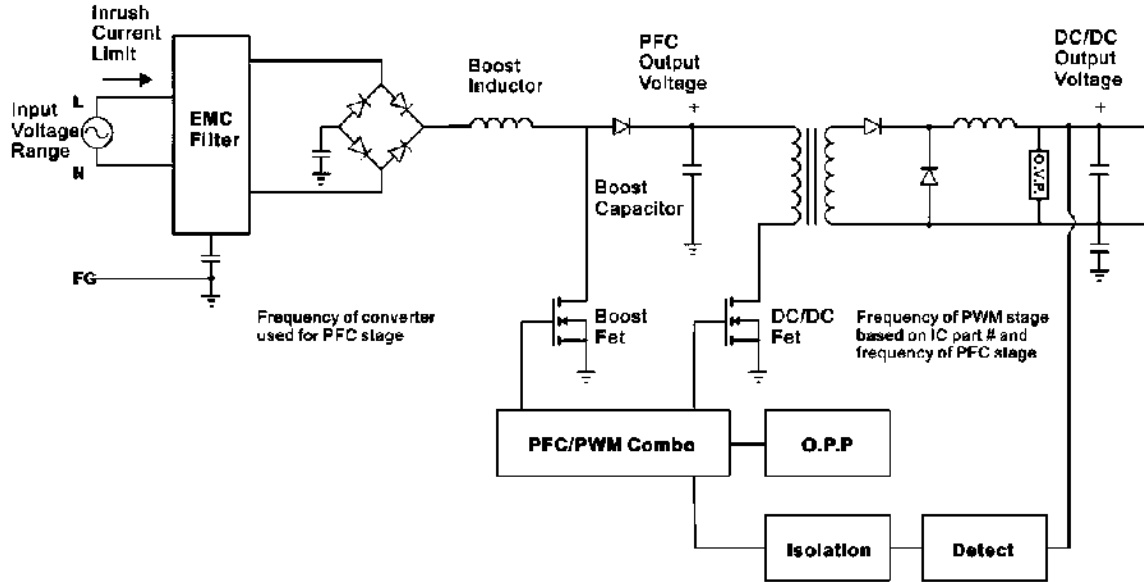 Inrush
Current
Limit
Input
Voltage
Range
L
N
EMC
Filter
FG
Boost
Inductor
PFC
Output
Voltage
+
DC/DC
Output
Voltage
+
Boost
Capacitor
O.V.P.
Frequency of converter
used for PFC stage
Boost
Fet
DC/DC
Fet
Frequency of PWM stage
based on IC part # and
frequency of PFC stage
PFC/PWM Combo
O.P.P
Isolation
Detect